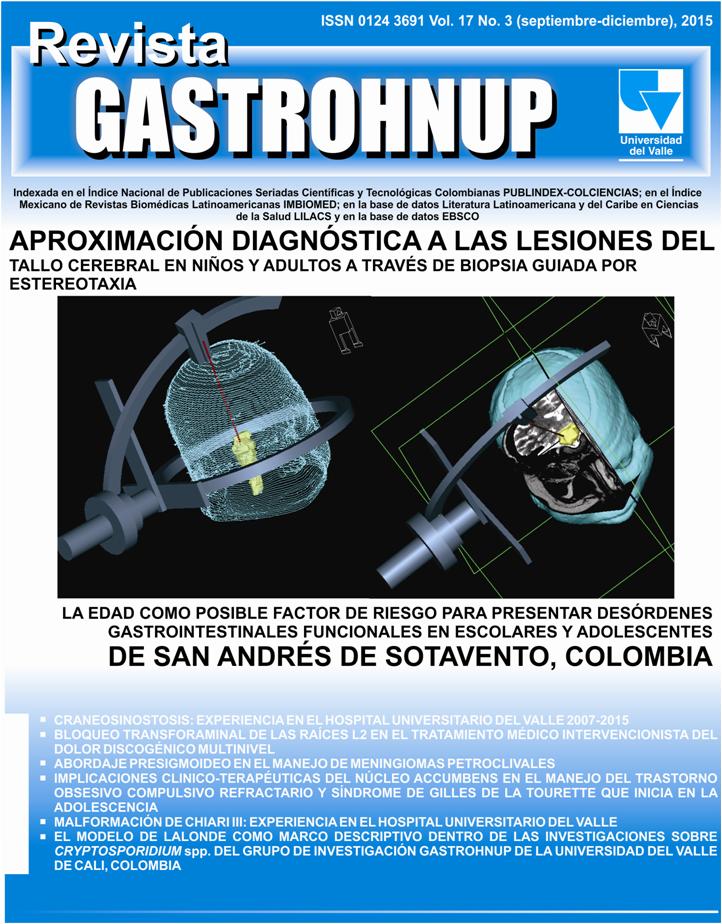 ISSN 0124 3691 Vol. 17 No. 3 (septiembre-diciembre), 2015
Revista
GASTROHNUP
Universidad
del Valle
Indexada en el Índice Nacional de Publicaciones Seriadas Científicas y Tecnológicas Colombianas PUBLINDEX-COLCIENCIAS; en el Índice
Mexicano de Revistas Biomédicas Latinoamericanas IMBIOMED; en la base de datos Literatura Latinoamericana y del Caribe en Ciencias
de la Salud LILACS y en la base de datos EBSCO
APROXIMACIÓN DIAGNÓSTICA A LAS LESIONES DEL
TALLO CEREBRAL EN NIÑOS Y ADULTOS A TRAVÉS DE BIOPSIA GUIADA POR
ESTEREOTAXIA
LA EDAD COMO POSIBLE FACTOR DE RIESGO PARA PRESENTAR DESÓRDENES
GASTROINTESTINALES FUNCIONALES EN ESCOLARES Y ADOLESCENTES
DE SAN ANDRÉS DE SOTAVENTO, COLOMBIA
▪ CRANEOSINOSTOSIS: EXPERIENCIA EN EL HOSPITAL UNIVERSITARIO DEL VALLE 2007-2015
▪ BLOQUEO TRANSFORAMINAL DE LAS RAÍCES L2 EN EL TRATAMIENTO MÉDICO INTERVENCIONISTA DEL
DOLOR DISCOGÉNICO MULTINIVEL
▪ ABORDAJE PRESIGMOIDEO EN EL MANEJO DE MENINGIOMAS PETROCLIVALES
▪ IMPLICACIONES CLINICO-TERAPÉUTICAS DEL NÚCLEO ACCUMBENS EN EL MANEJO DEL TRASTORNO
OBSESIVO COMPULSIVO REFRACTARIO Y SÍNDROME DE GILLES DE LA TOURETTE QUE INICIA EN LA
ADOLESCENCIA
▪ MALFORMACIÓN DE CHIARI III: EXPERIENCIA EN EL HOSPITAL UNIVERSITARIO DEL VALLE
▪ EL MODELO DE LALONDE COMO MARCO DESCRIPTIVO DENTRO DE LAS INVESTIGACIONES SOBRE
CRYPTOSPORIDIUM spp. DEL GRUPO DE INVESTIGACIÓN GASTROHNUP DE LA UNIVERSIDAD DEL VALLE
DE CALI, COLOMBIA